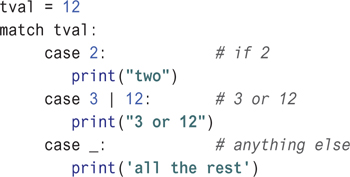 tval = 12
match tval:
    case 2:               # if 2
       print("two")
    case 3 | 12:          # 3 or 12
       print("3 or 12")
    case _:               # anything else
       print('all the rest')